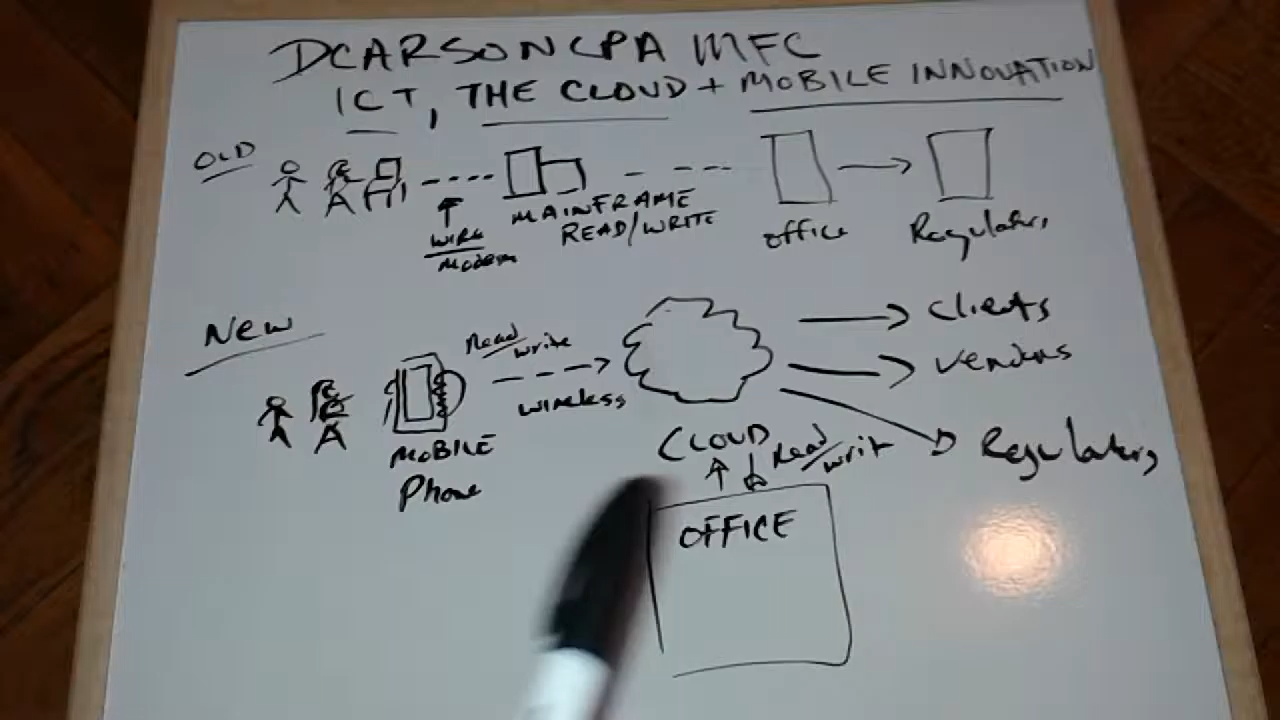 DCARSONCPA MFC
ICT, THE CLOUD + MOBILE INNOVATION
OLD
WIRE
MODEM
MAINFRAME
READ/WRITE
office
Regulators
New
Read/write
wireless
MOBILE
Phone
CLOUD
Read/writ
Clients
Vendors
Regulators
OFFICE